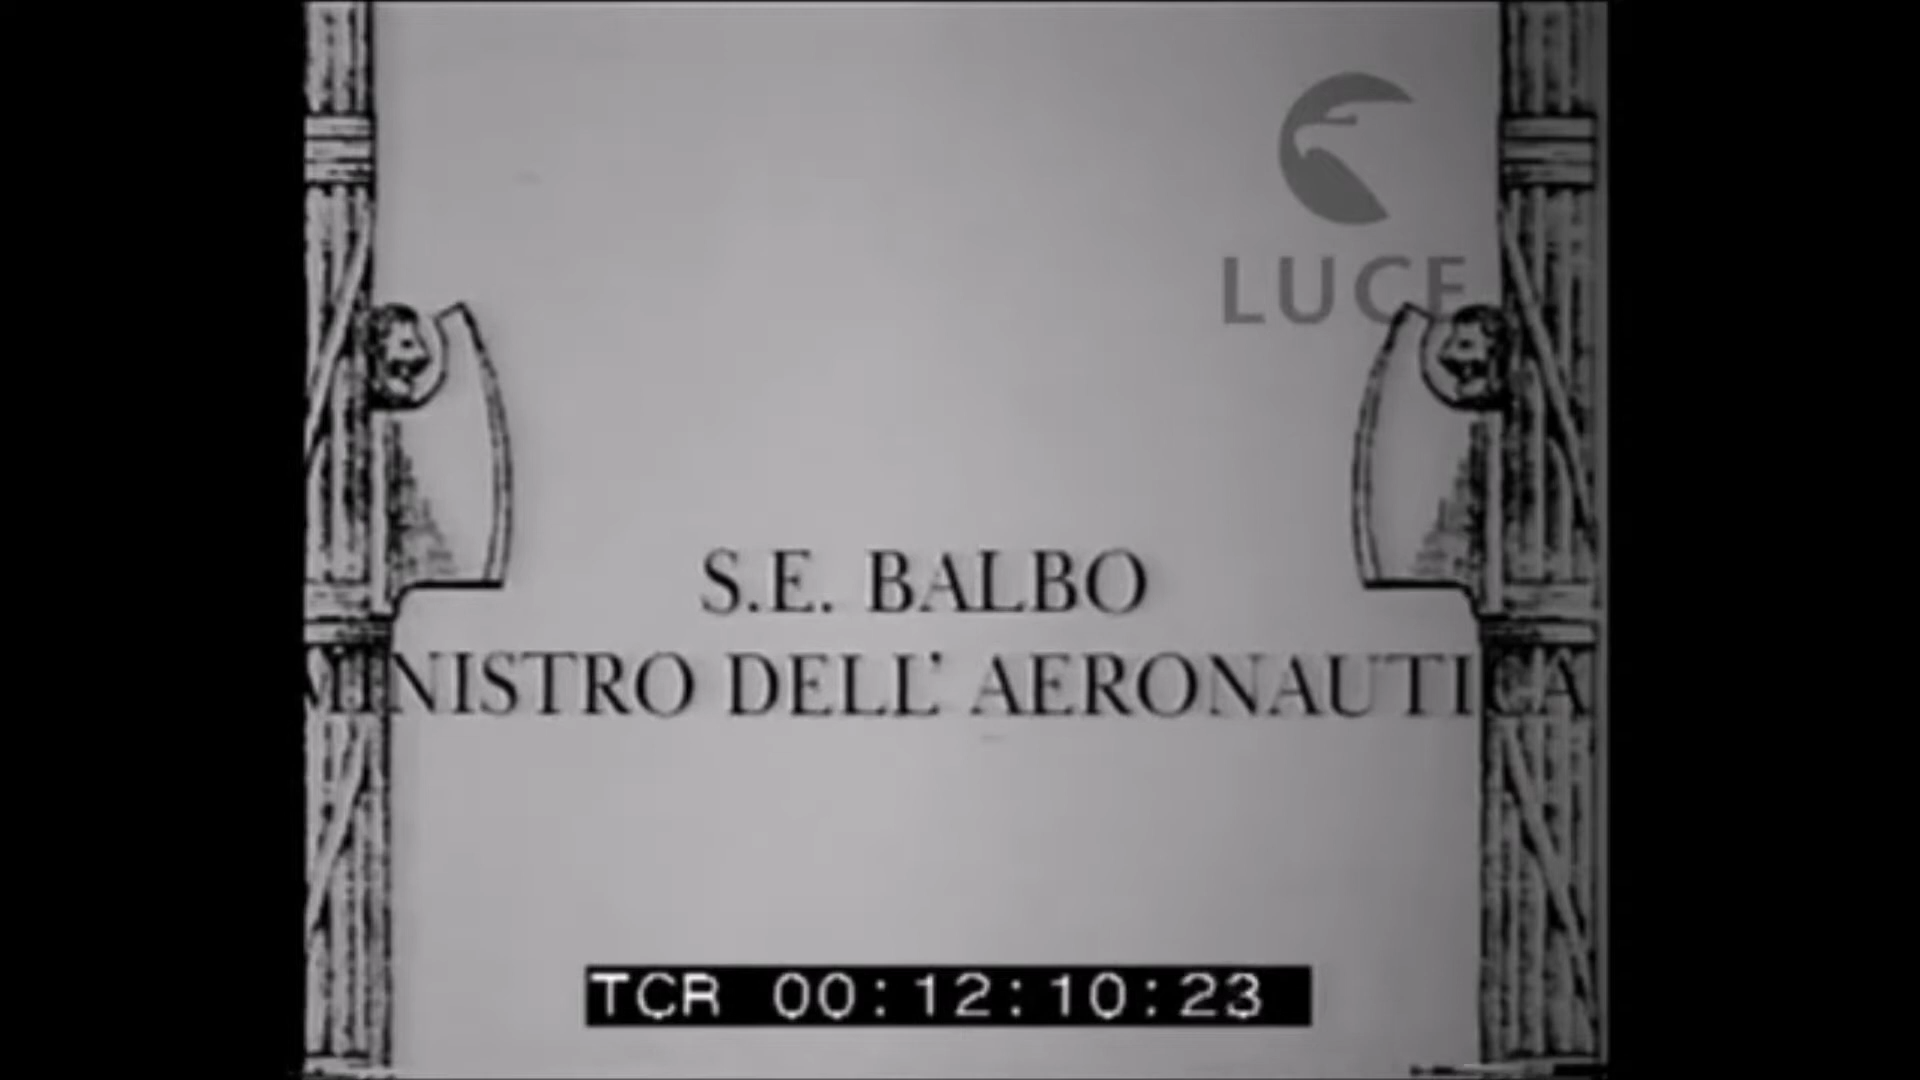 LUCE
S.E. BALBO
MINISTRO DELL' AERONAUTICA
TCR 00:12:10:23